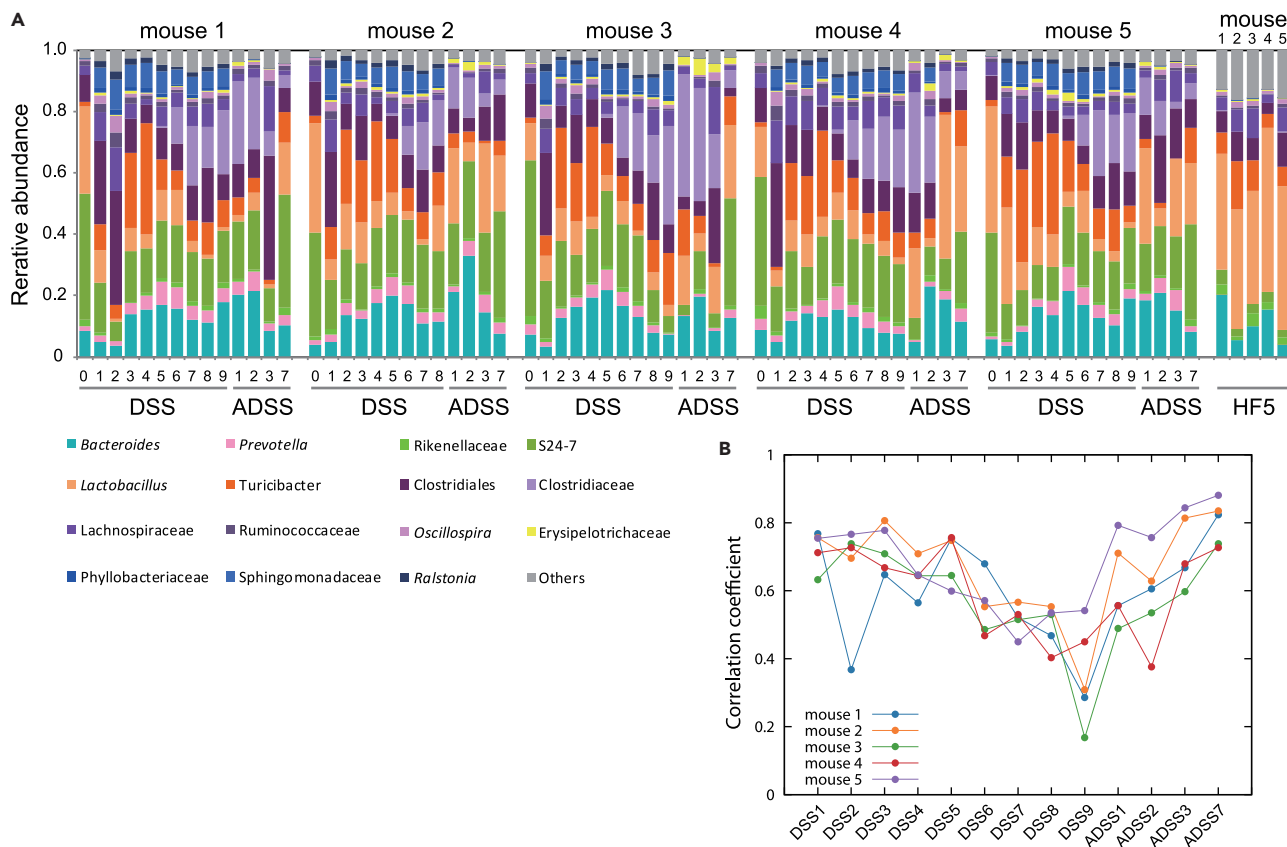 A
mouse 1
mouse 2
mouse 3
mouse 4
mouse 5
mouse
1 2 3 4 5
Rerative abundance
1.0
0.8
0.6
0.4
0.2
0
0 1 2 3 4 5 6 7 8 9 1 2 3 7
0 1 2 3 5 6 7 8 9 1 2 3 7
0 1 2 3 4 5 6 7 8 9 1 2 3 7
0 1 2 3 4 5 6 7 8 9 1 2 3 7
0 1 2 3 4 5 6 7 8 9 1 2 3 7
DSS ADSS
DSS ADSS
DSS ADSS
DSS ADSS
DSS ADSS
HF5
Bacteroides Prevotella Rikenellaceae S24-7
Lactobacillus Turicibacter Clostridiales Clostridiaceae
Lachnospiraceae Ruminococcaceae Oscillospira Erysipelotrichaceae
Phyllobacteriaceae Sphingomonadaceae Ralstonia Others
B
Correlation coefficient
1
0.8
0.6
0.4
0.2
0
mouse 1
mouse 2
mouse 3
mouse 4
mouse 5
DSS1 DSS2 DSS3 DSS4 DSS5 DSS6 DSS7 DSS8 DSS9 ADSS1 ADSS2 ADSS3 ADSS7